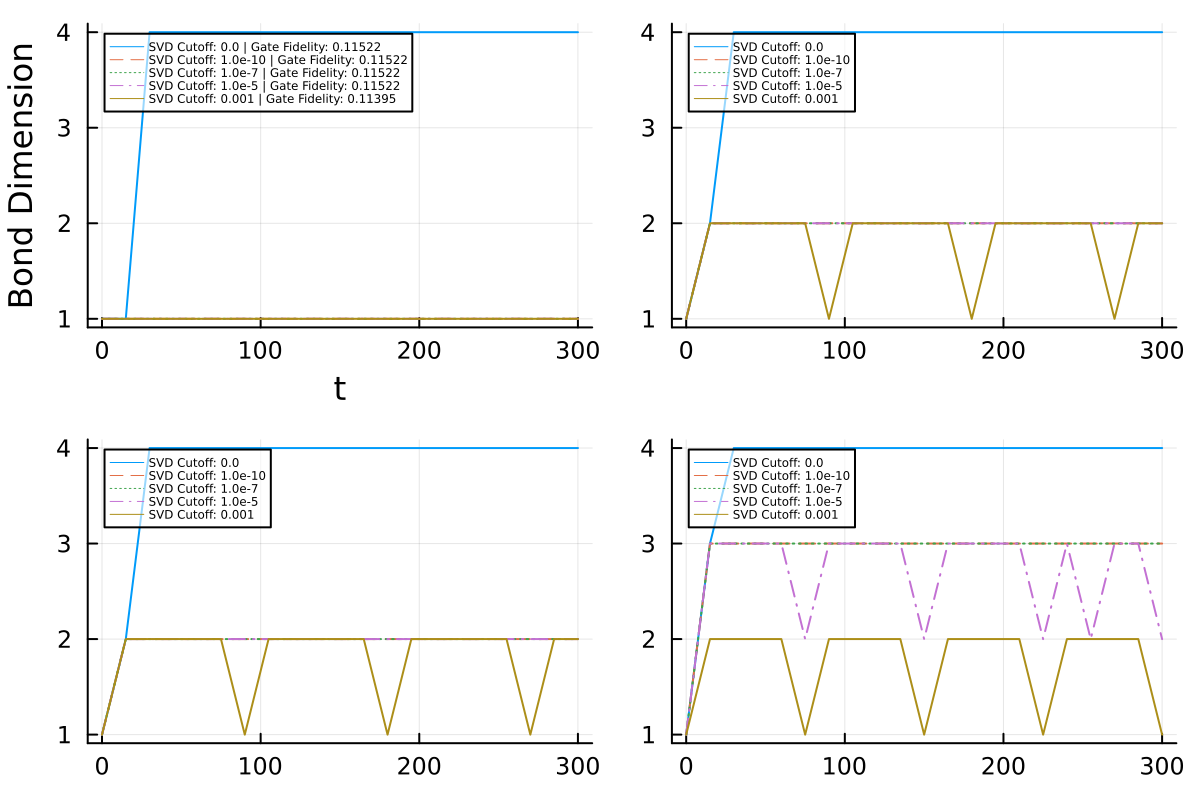 Bond Dimension
4
3
2
1
SVD Cutoff: 0.0 | Gate Fidelity: 0.11522
SVD Cutoff: 1.0e-10 | Gate Fidelity: 0.11522
SVD Cutoff: 1.0e-7 | Gate Fidelity: 0.11522
SVD Cutoff: 1.0e-5 | Gate Fidelity: 0.11522
SVD Cutoff: 0.001 | Gate Fidelity: 0.11395
0 100 200 300
t
4
3
2
1
SVD Cutoff: 0.0
SVD Cutoff: 1.0e-10
SVD Cutoff: 1.0e-7
SVD Cutoff: 1.0e-5
SVD Cutoff: 0.001
0 100 200 300
4
3
2
1
SVD Cutoff: 0.0
SVD Cutoff: 1.0e-10
SVD Cutoff: 1.0e-7
SVD Cutoff: 1.0e-5
SVD Cutoff: 0.001
0 100 200 300
4
3
2
1
SVD Cutoff: 0.0
SVD Cutoff: 1.0e-10
SVD Cutoff: 1.0e-7
SVD Cutoff: 1.0e-5
SVD Cutoff: 0.001
0 100 200 300